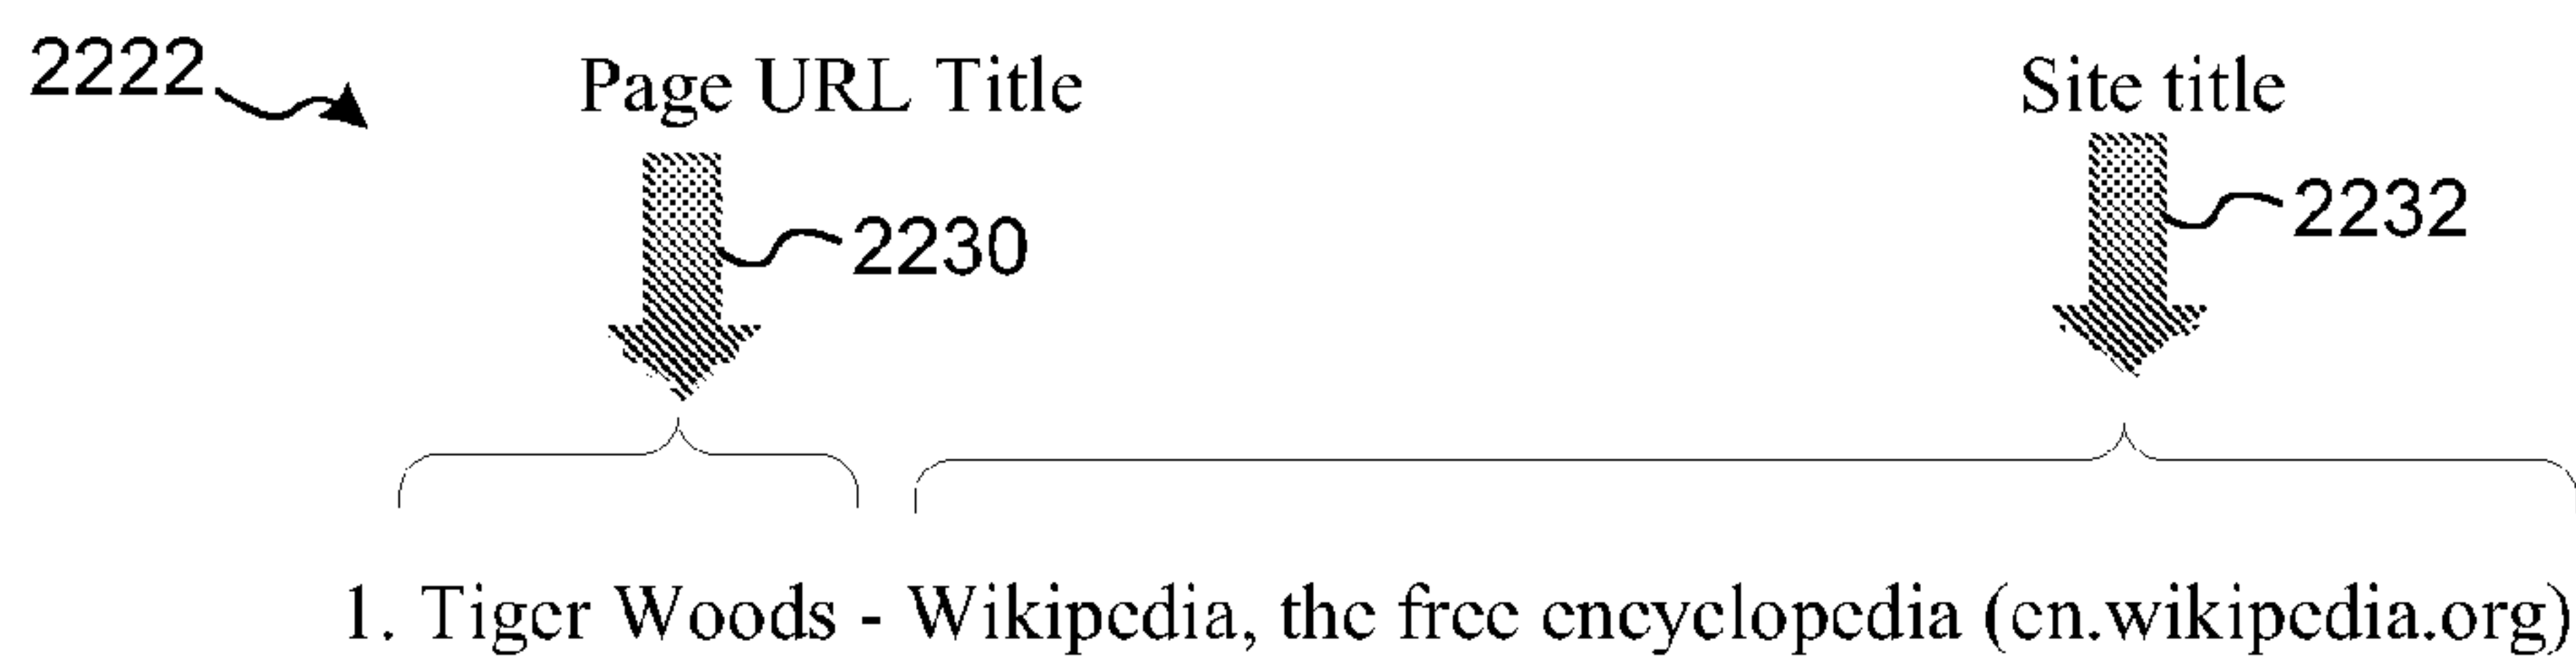 2222
Page URL Title
Site title
2230
2232
1. Tiger Woods - Wikipedia, the free encyclopedia (en.wikipedia.org)